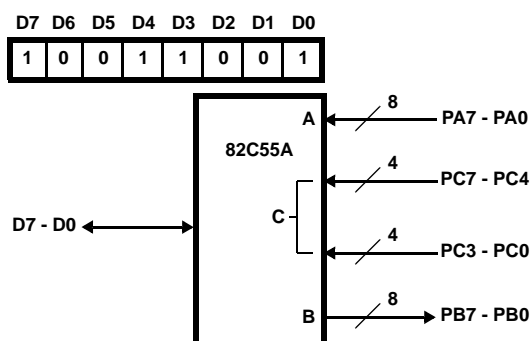 D7 D6 D5 D4 D3 D2 D1 D0
1 0 0 1 1 0 0 1
A 8 PA7 - PA0
82C55A
4 PC7 - PC4
D7 - D0 C
4 PC3 - PC0
B 8 PB7 - PB0